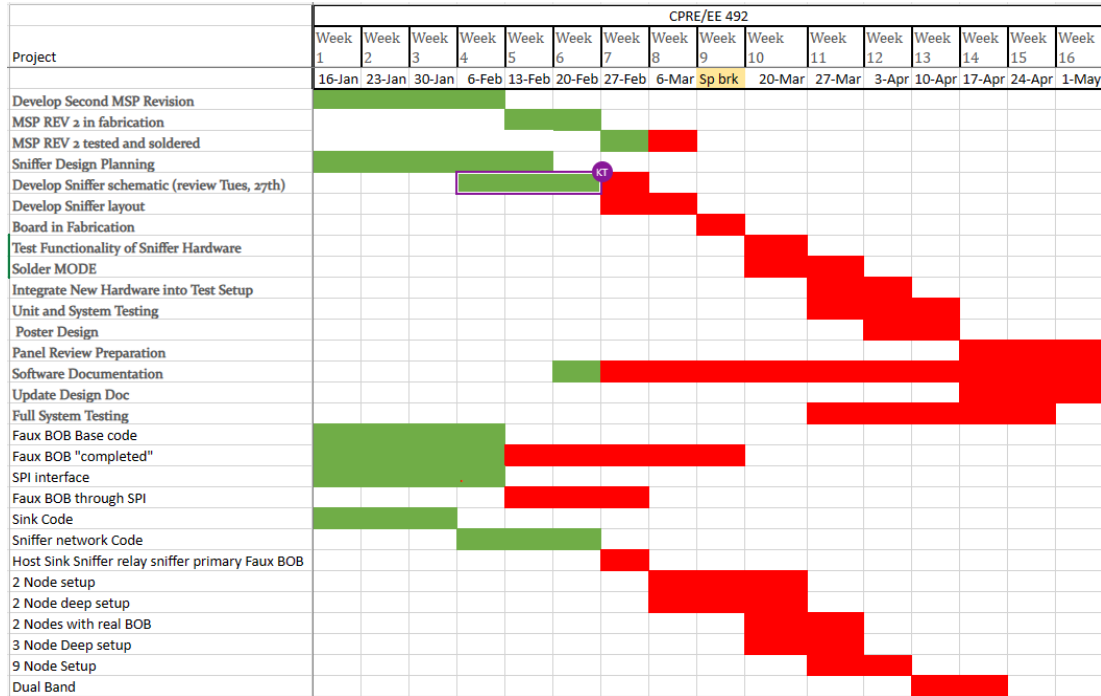 CPRE/EE 492
Project
Week 1
Week 2
Week 3
Week 4
Week 5
Week 6
Week 7
Week 8
Week 9
Week 10
Week 11
Week 12
Week 13
Week 14
Week 15
Week 16
16-Jan 23-Jan 30-Jan 6-Feb 13-Feb 20-Feb 27-Feb 6-Mar Sp brk 20-Mar 27-Mar 3-Apr 10-Apr 17-Apr 24-Apr 1-May
Develop Second MSP Revision
MSP REV 2 in fabrication
MSP REV 2 tested and soldered
Sniffer Design Planning
KT
Develop Sniffer schematic (review Tues, 27th)
Develop Sniffer layout
Board in Fabrication
Test Functionality of Sniffer Hardware
Solder MODE
Integrate New Hardware into Test Setup
Unit and System Testing
Poster Design
Panel Review Preparation
Software Documentation
Update Design Doc
Full System Testing
Faux BOB Base code
Faux BOB "completed"
SPI interface
Faux BOB through SPI
Sink Code
Sniffer network Code
Host Sink Sniffer relay sniffer primary Faux BOB
2 Node setup
2 Node deep setup
2 Nodes with real BOB
3 Node Deep setup
9 Node Setup
Dual Band